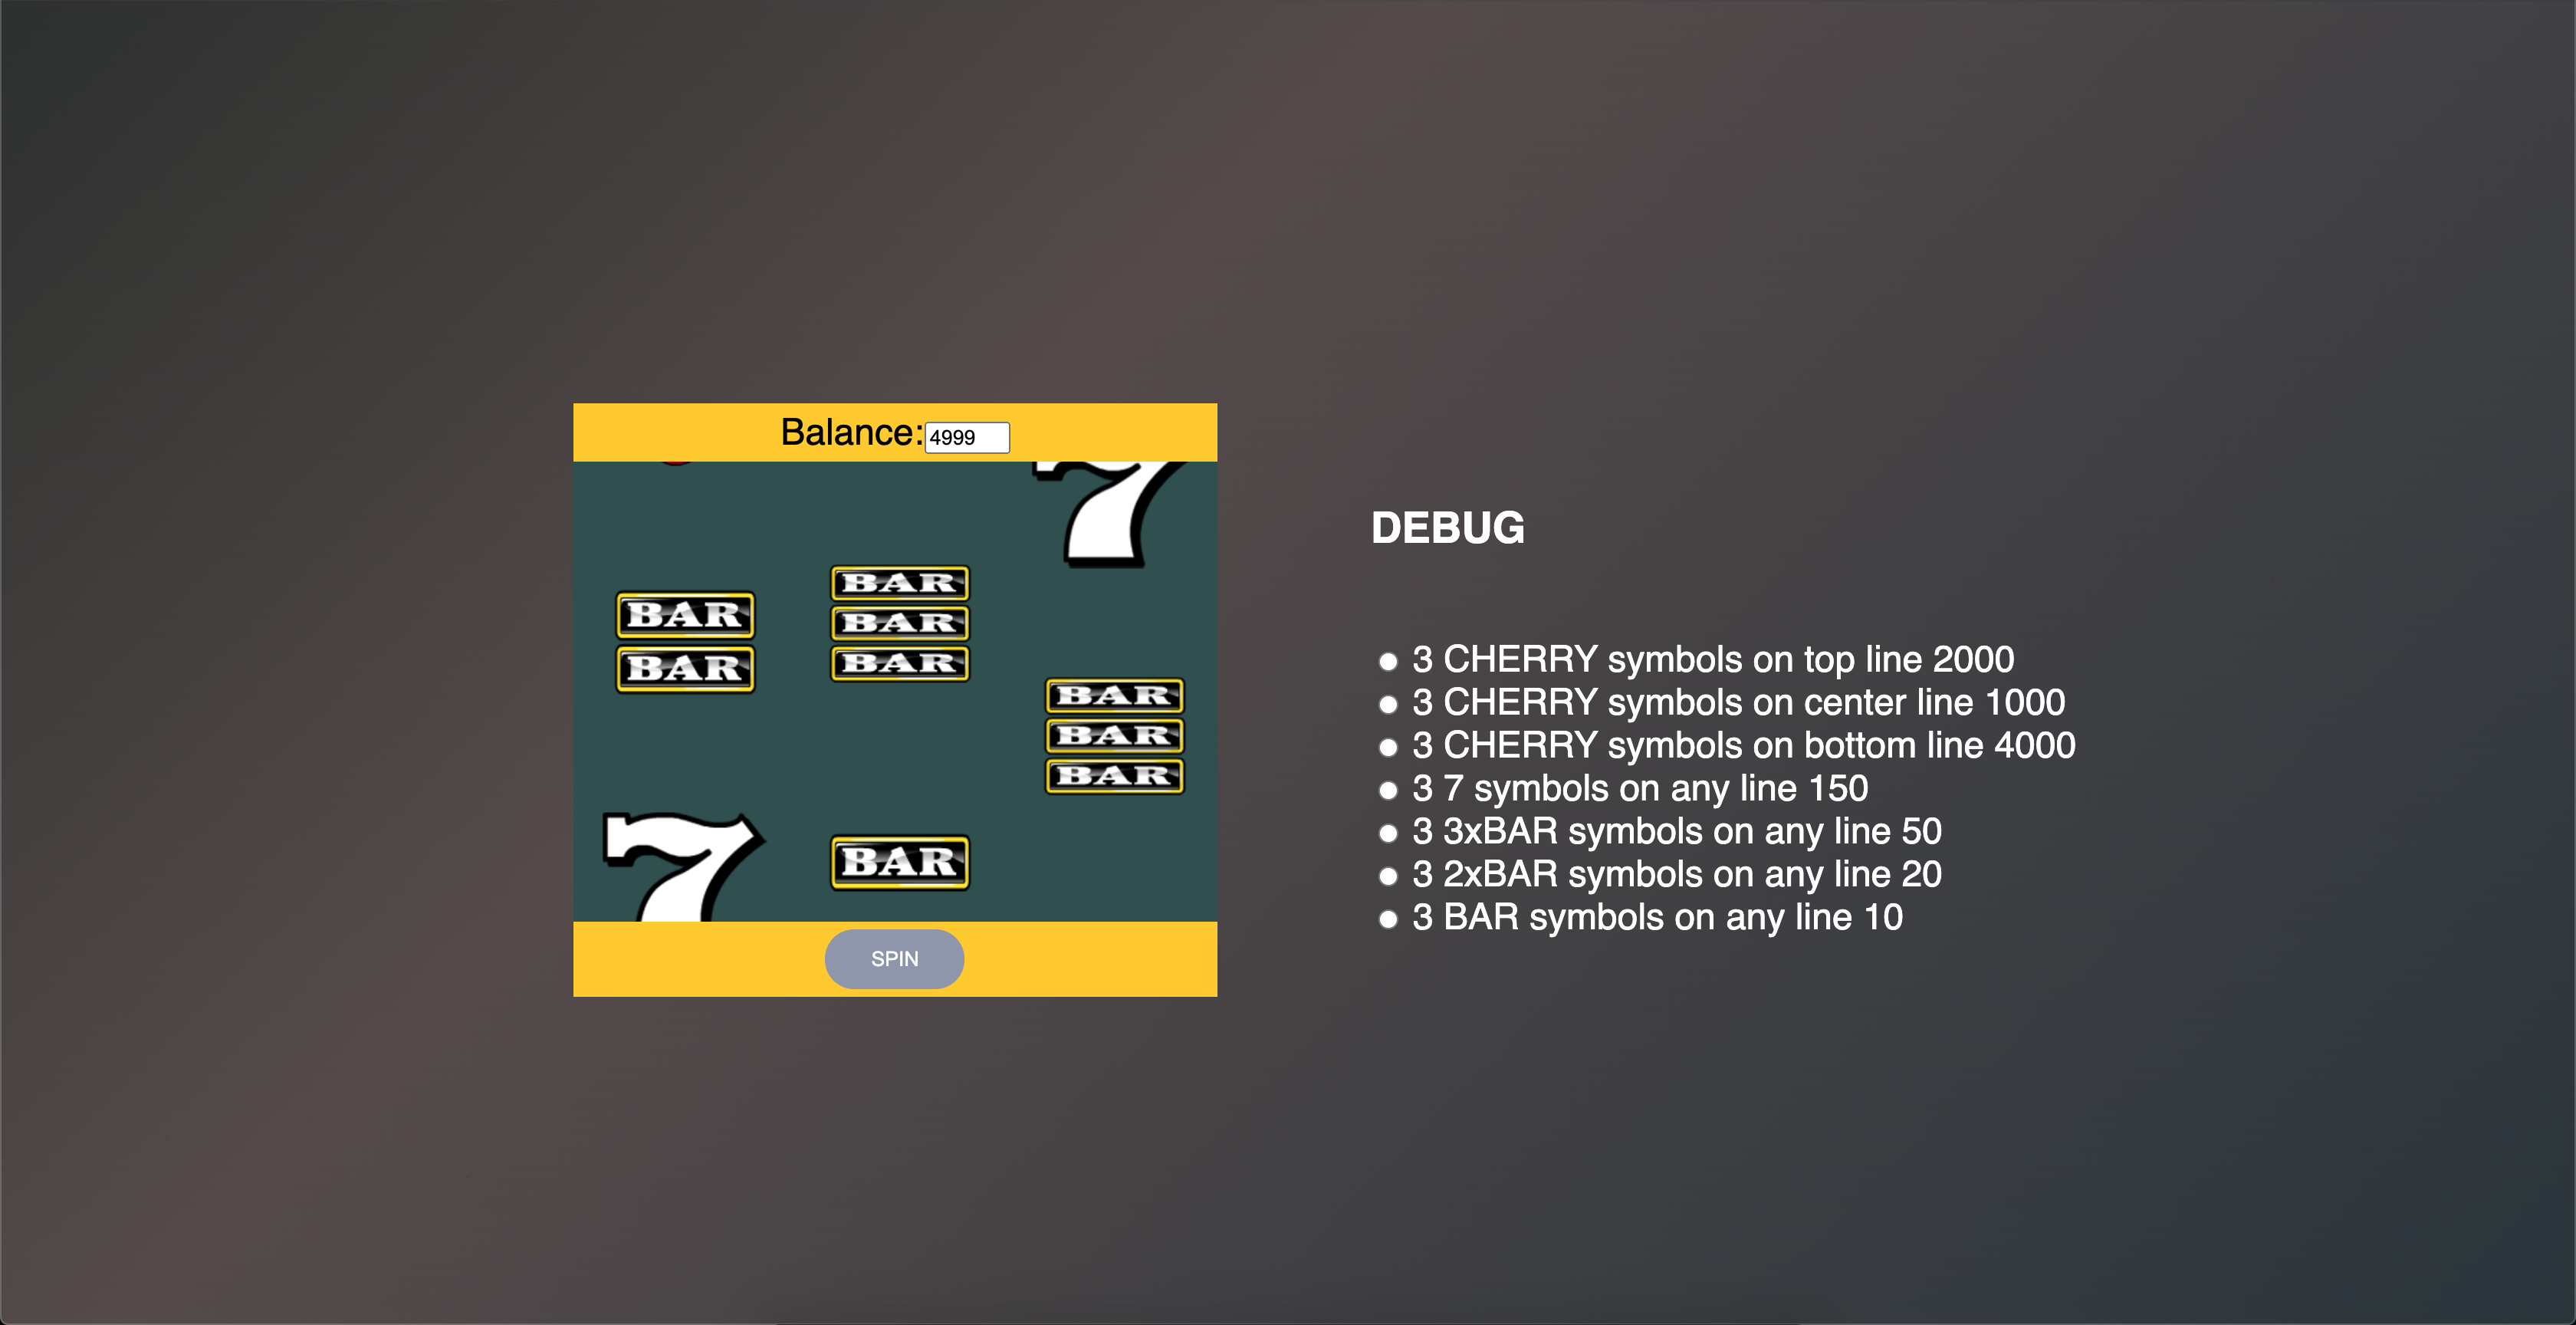 Balance: 4999
7
BAR
BAR
BAR
BAR
BAR
BAR
BAR
BAR
7
BAR
SPIN
DEBUG
3 CHERRY symbols on top line 2000
3 CHERRY symbols on center line 1000
3 CHERRY symbols on bottom line 4000
3 7 symbols on any line 150
3 3xBAR symbols on any line 50
3 2xBAR symbols on any line 20
3 BAR symbols on any line 10